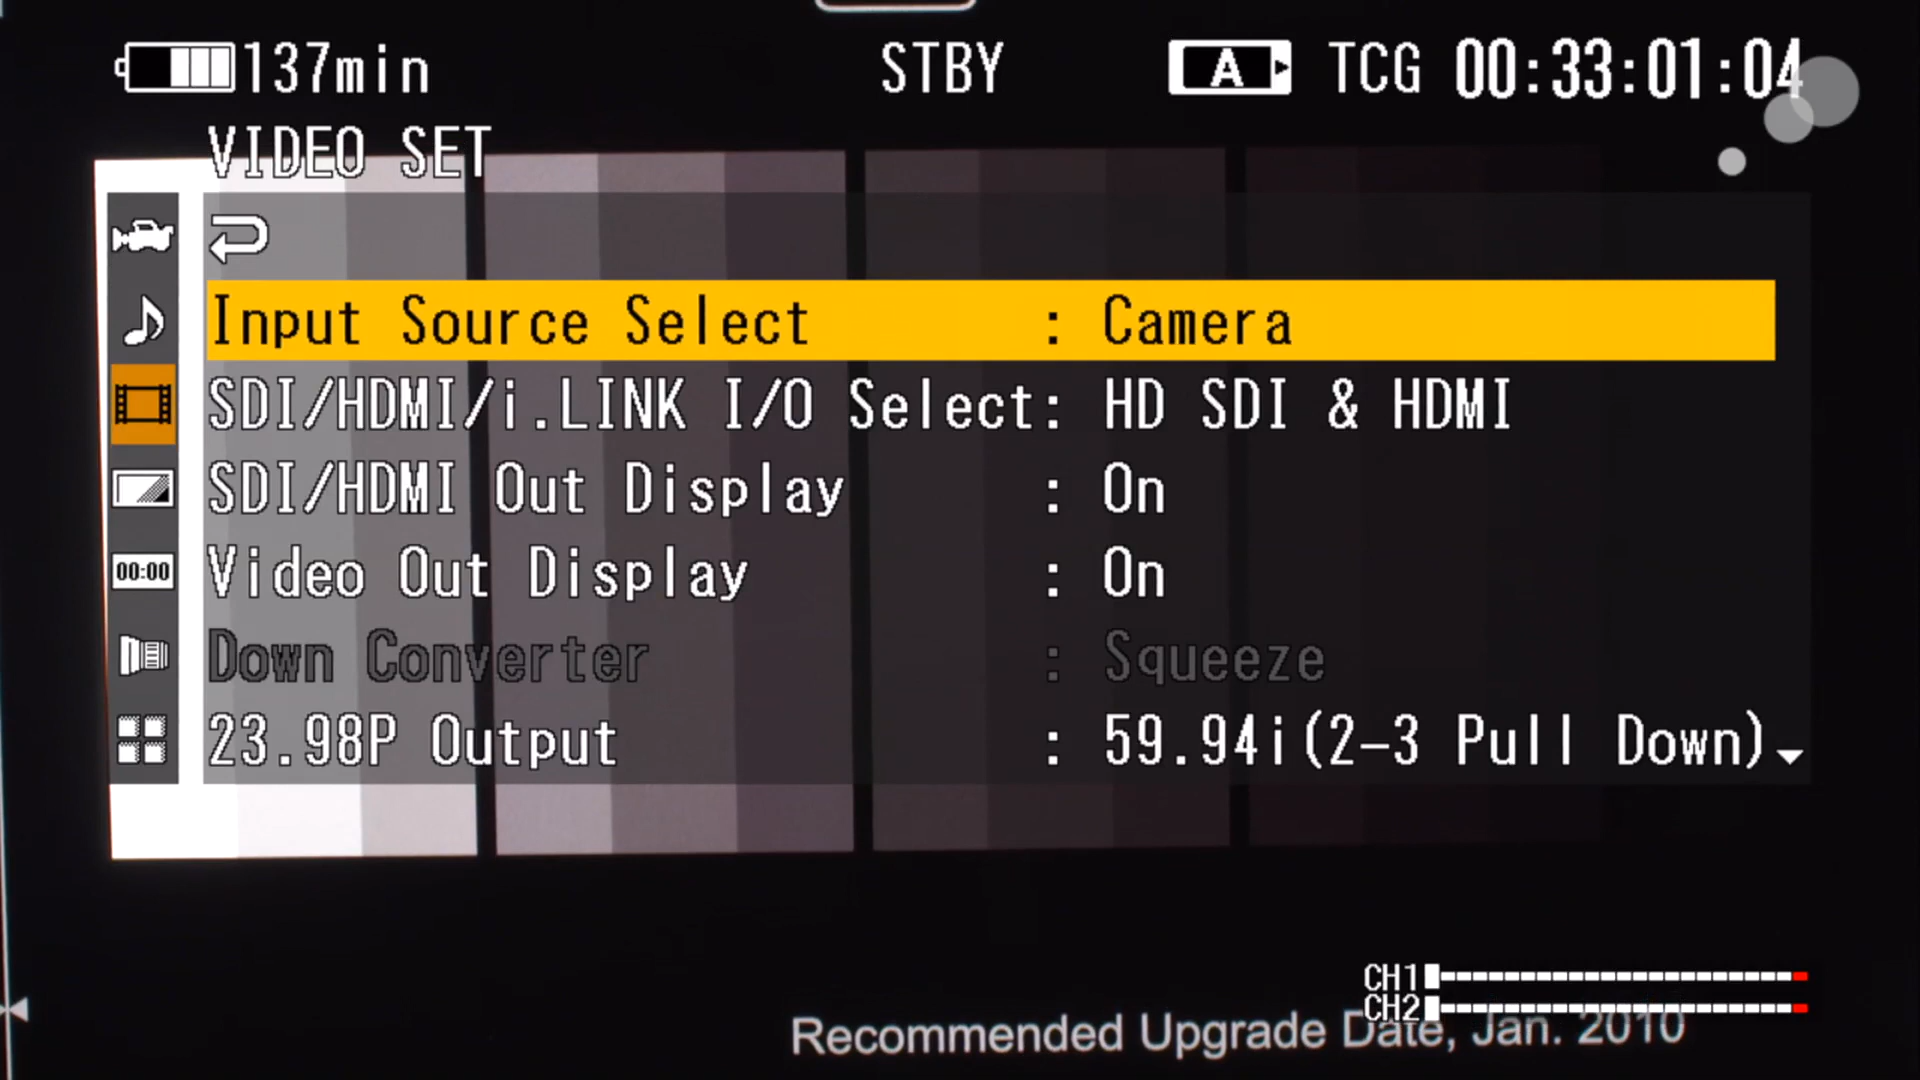 137min STBY A TCG 00:33:01:04
VIDEO SET
Input Source Select : Camera
SDI/HDMI/i.LINK I/O Select: HD SDI & HDMI
SDI/HDMI Out Display : On
Video Out Display : On
00:00
Down Converter : Squeeze
23.98P Output : 59.94i(2-3 Pull Down)
CH1
CH2
Recommended Upgrade Date, Jan. 2010